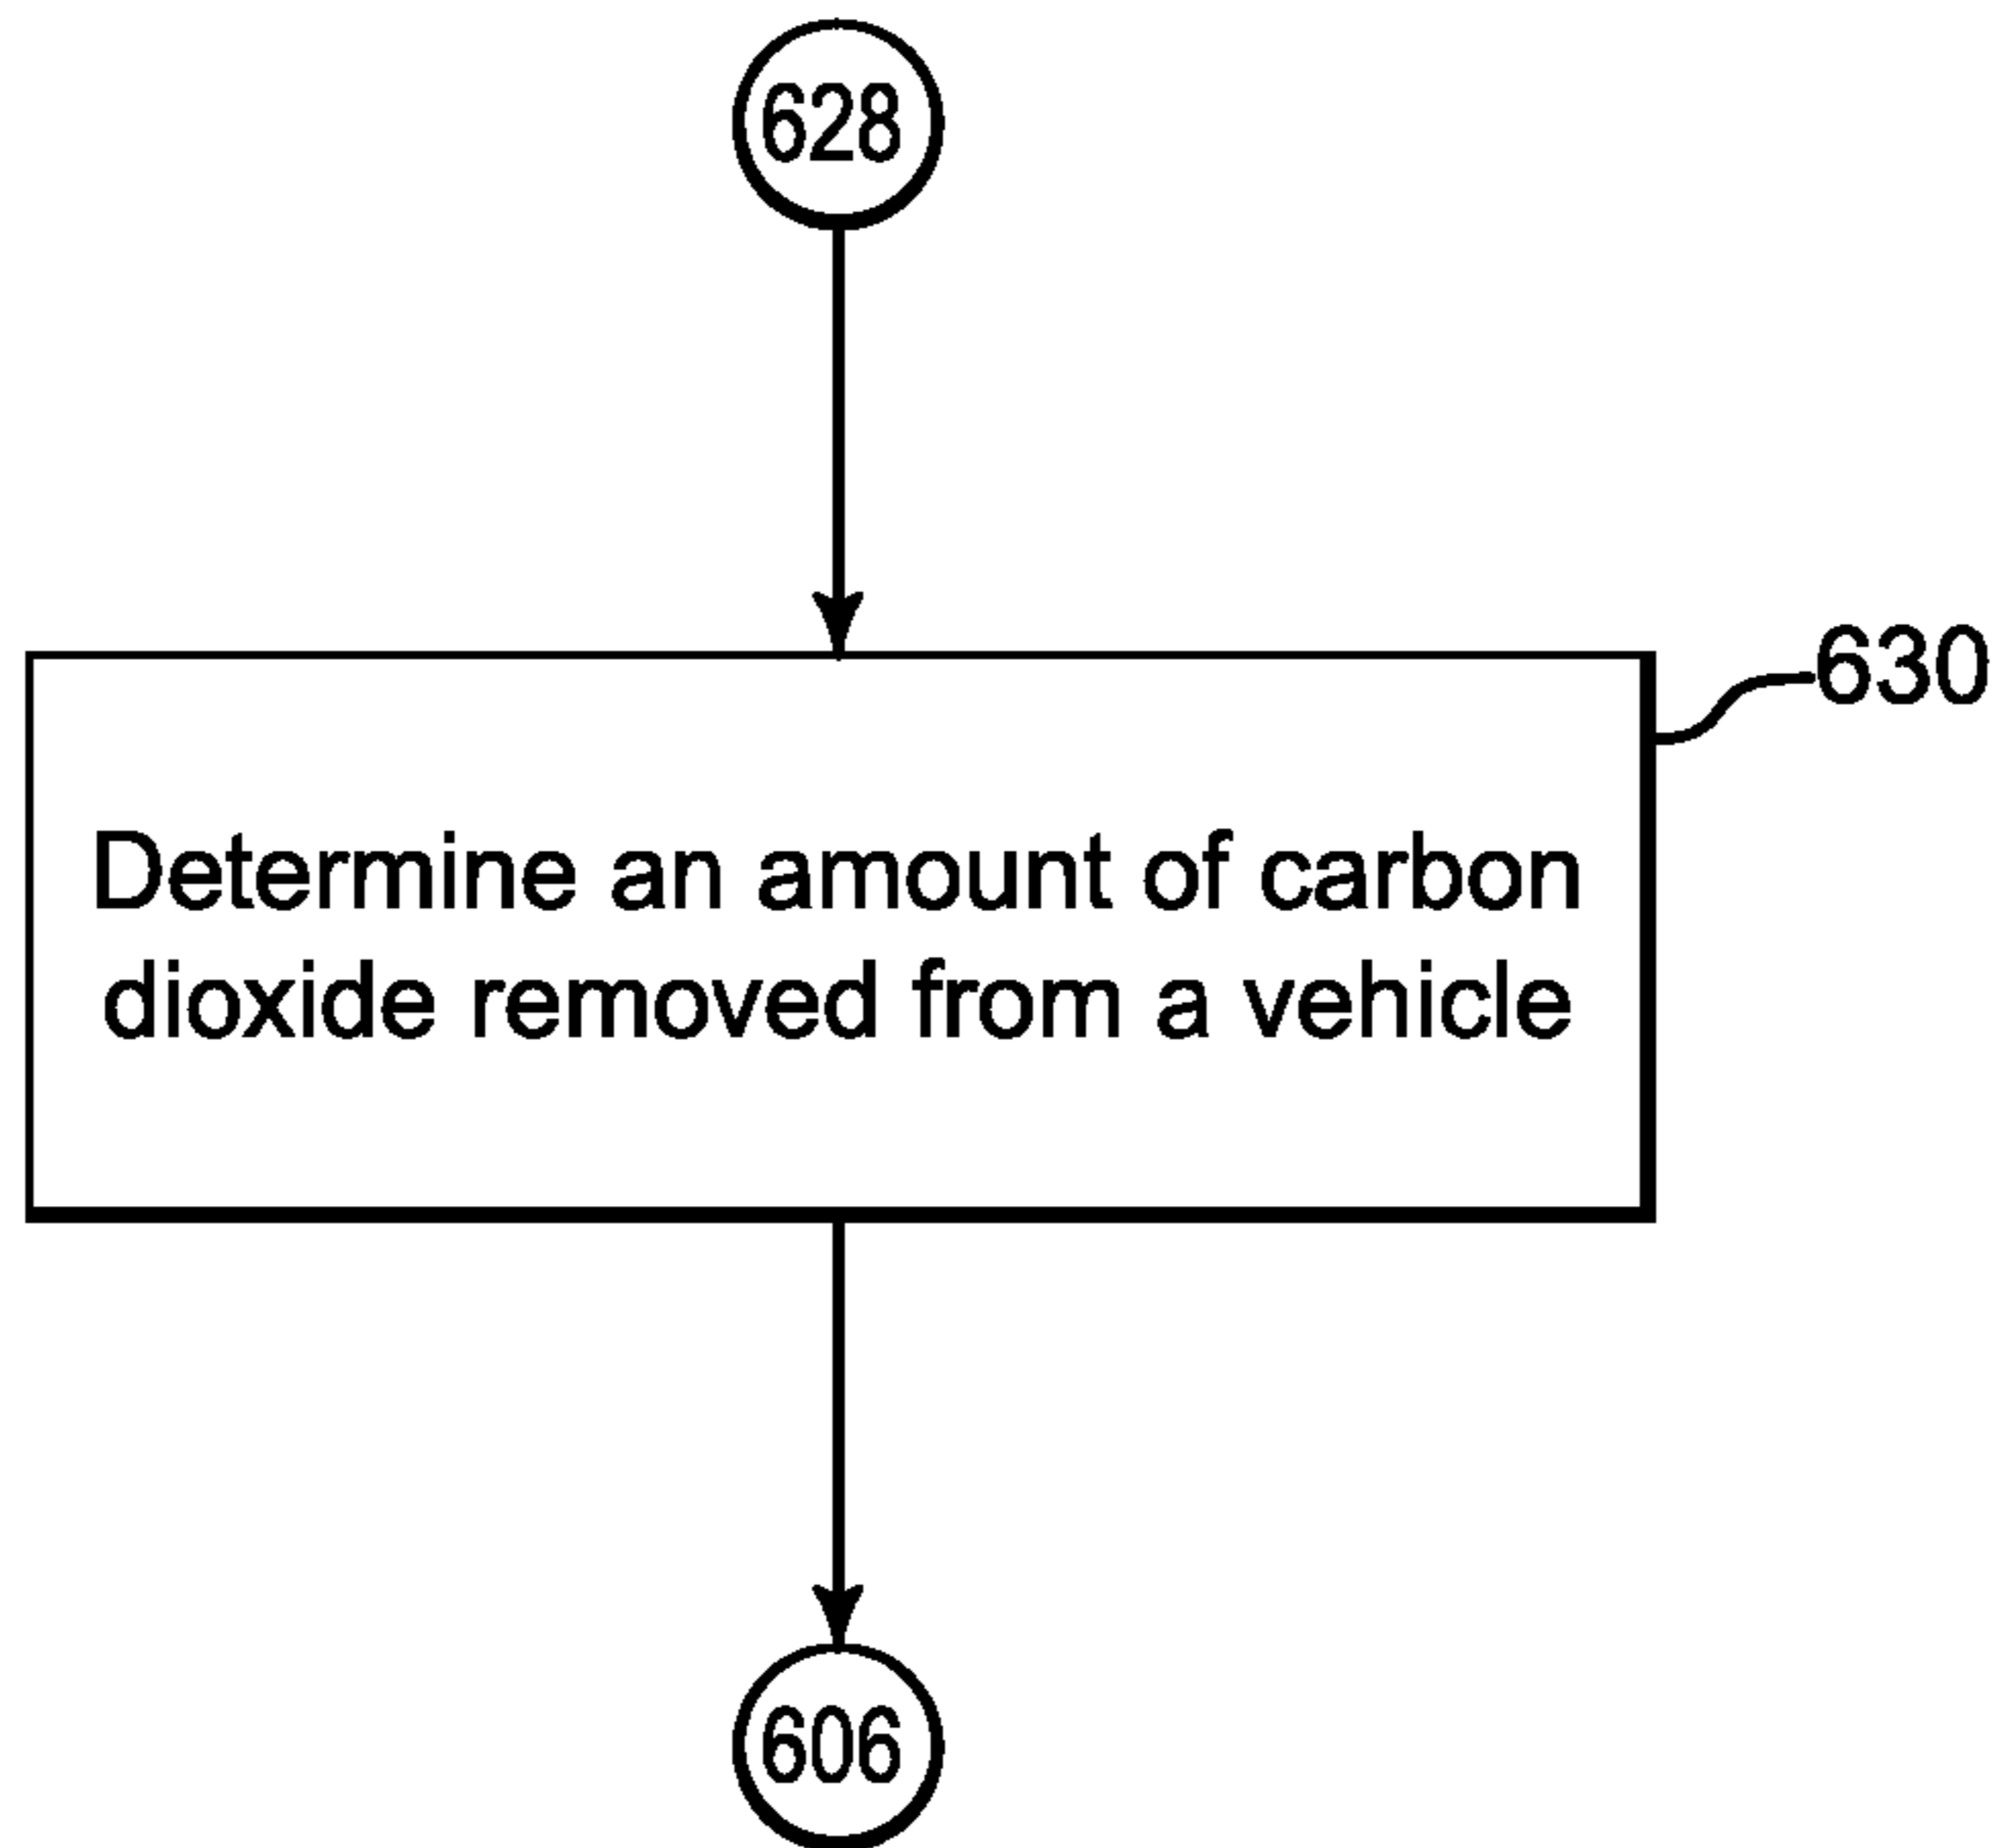 628
630
Determine an amount of carbon
dioxide removed from a vehicle
606